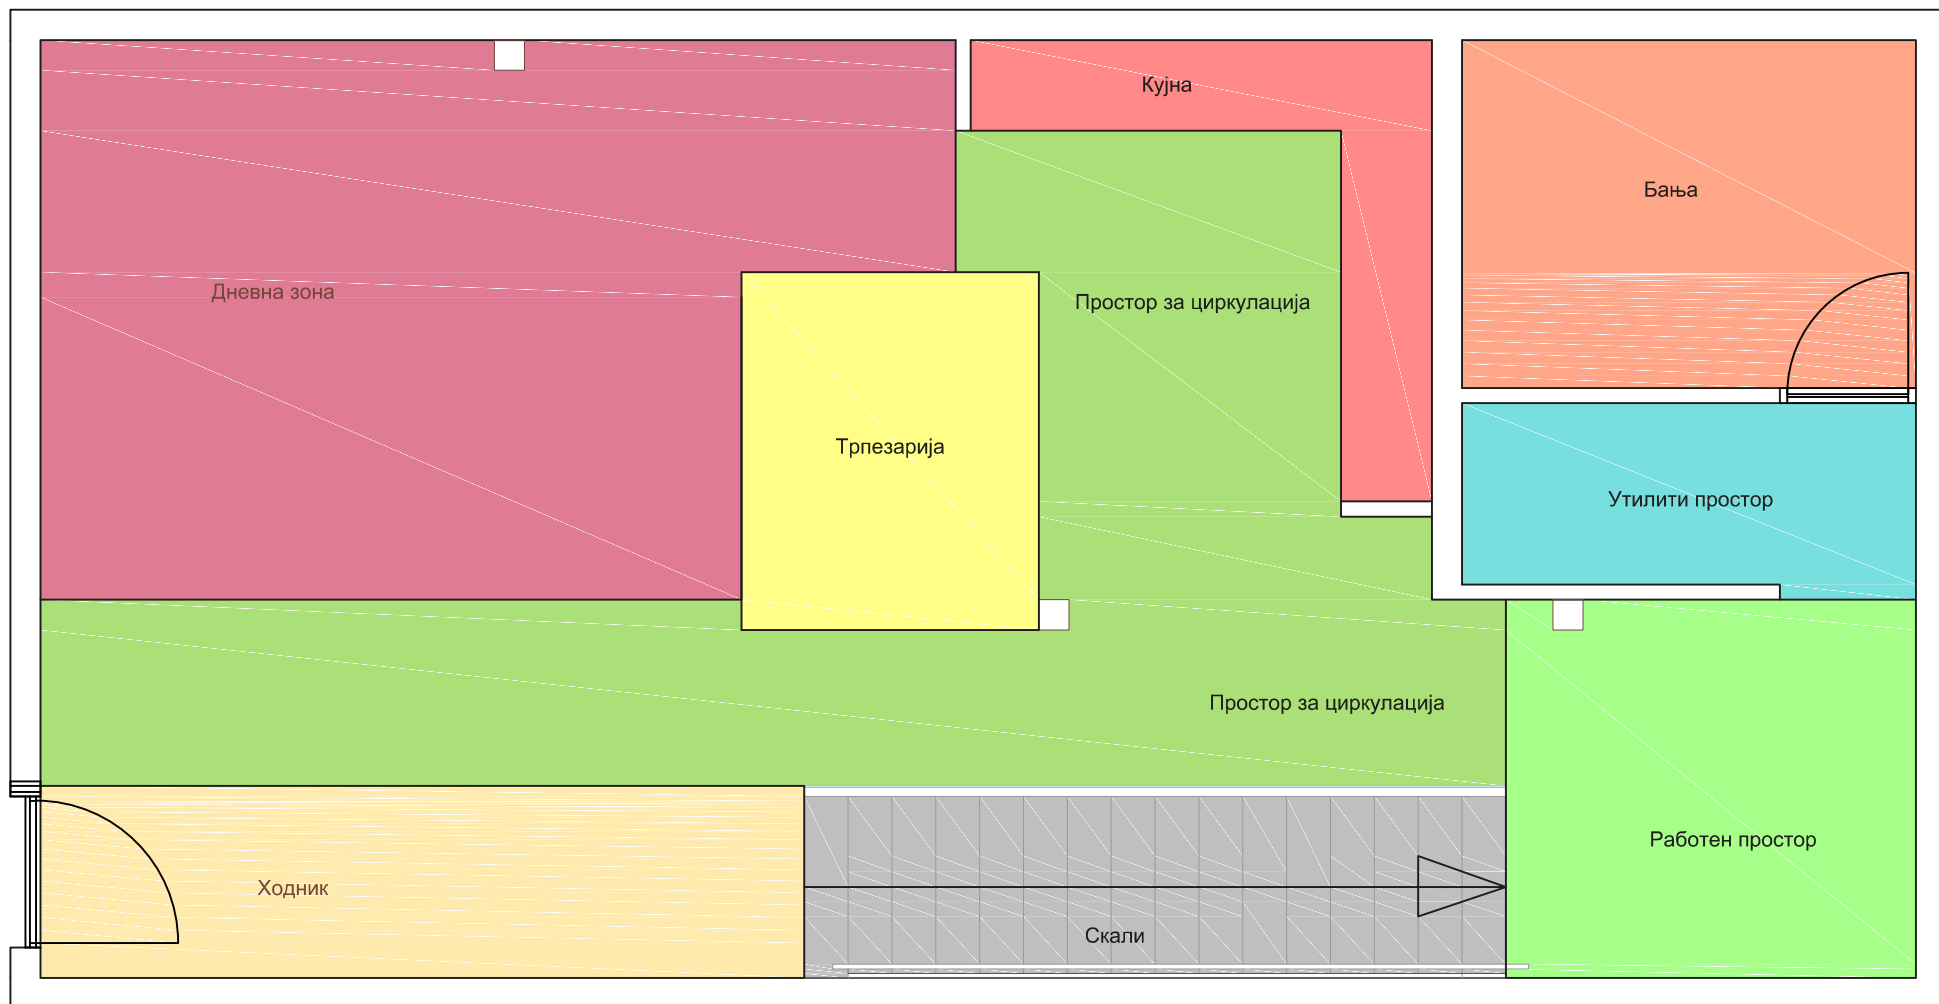 Кујна
Бања
Дневна зона
Простор за циркулација
Трпезарија
Утилити простор
Простор за циркулација
Работен простор
Ходник
Скали